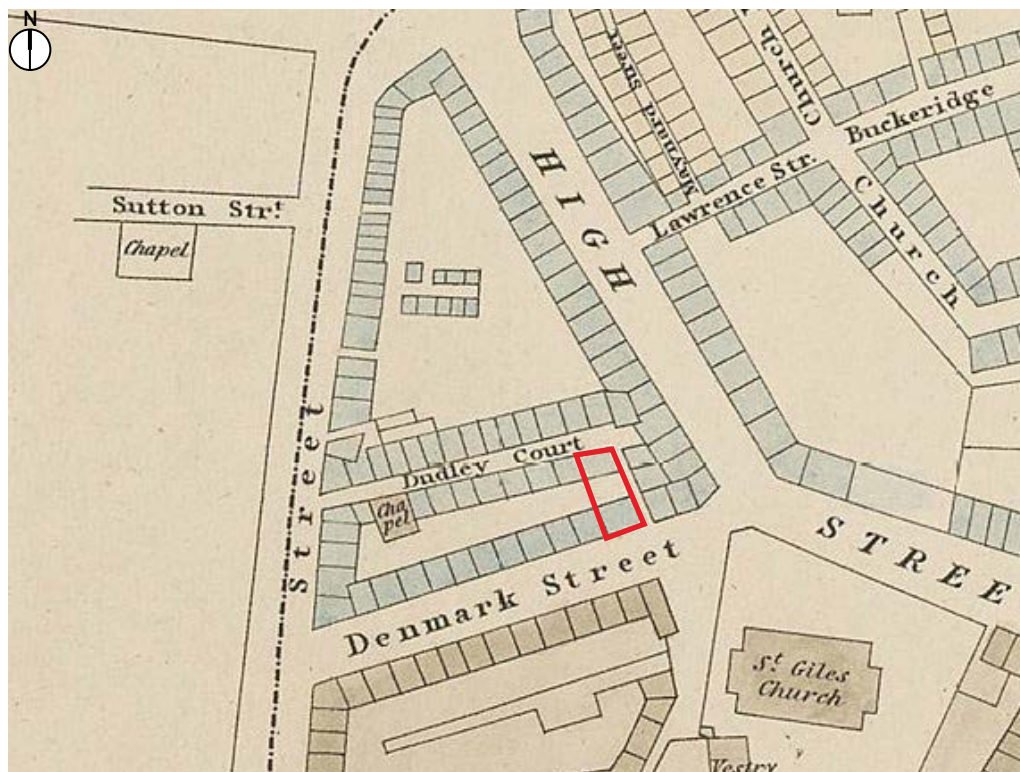 N
HIGH
Maynard Street
Church
Buckeridge
Lawrence Str.
Church
Sutton Strt.
Chapel
Street
Dudley Court
Cha
pel
Denmark Street
STREE
St. Giles
Church
Vestry